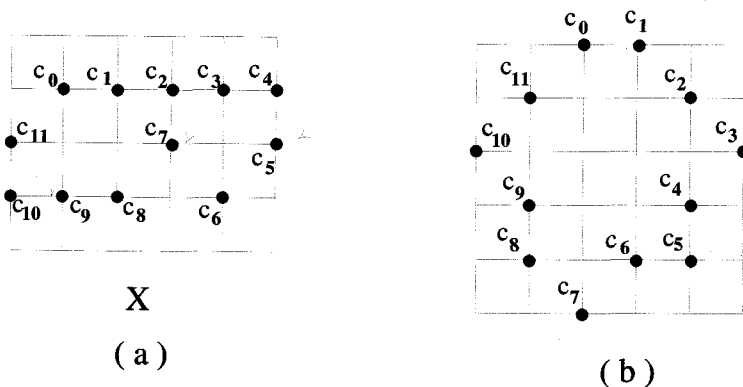 c0 c1 c2 c3 c4
c11 c7 c5
c10 c9 c8 c6
X
( a )
c0 c1
c11 c2
c10 c3
c9 c4
c8 c6 c5
c7
( b )